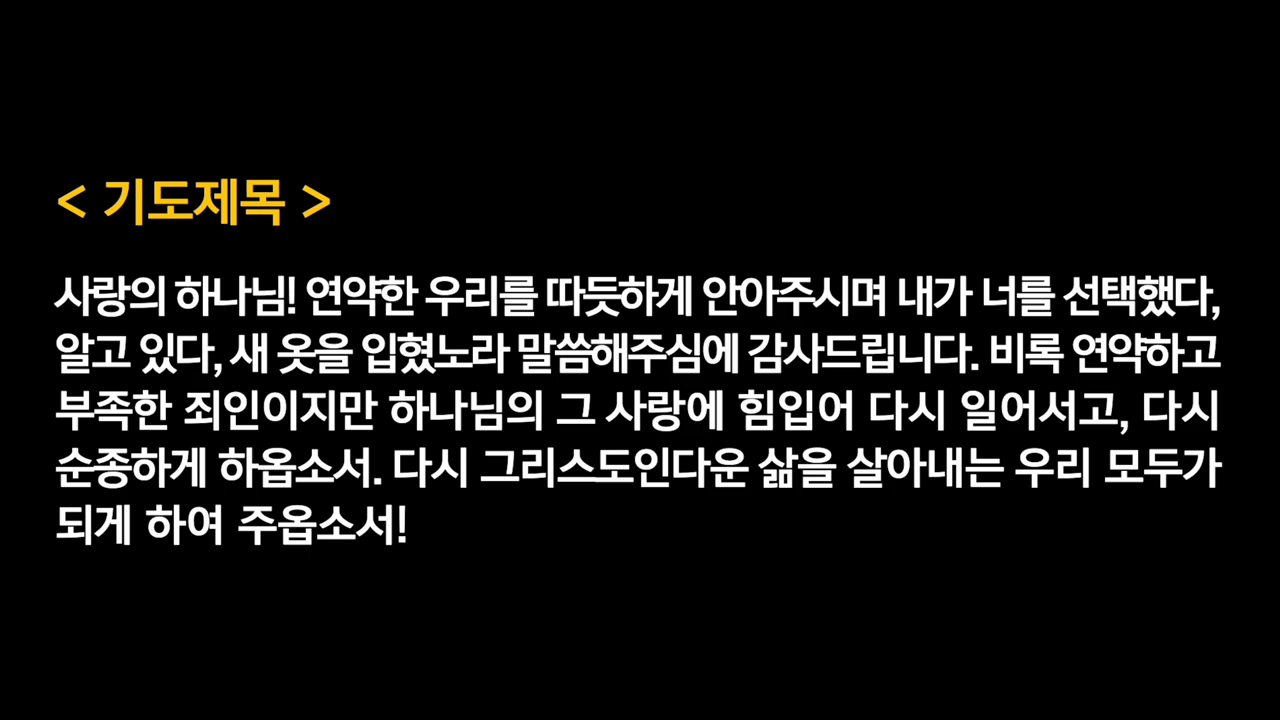 < 기도제목 >
사랑의 하나님! 연약한 우리를 따듯하게 안아주시며 내가 너를 선택했다,
알고 있다, 새 옷을 입혔노라 말씀해주심에 감사드립니다. 비록 연약하고
부족한 죄인이지만 하나님의 그 사랑에 힘입어 다시 일어서고, 다시
순종하게 하옵소서. 다시 그리스도인다운 삶을 살아내는 우리 모두가
되게 하여 주옵소서!